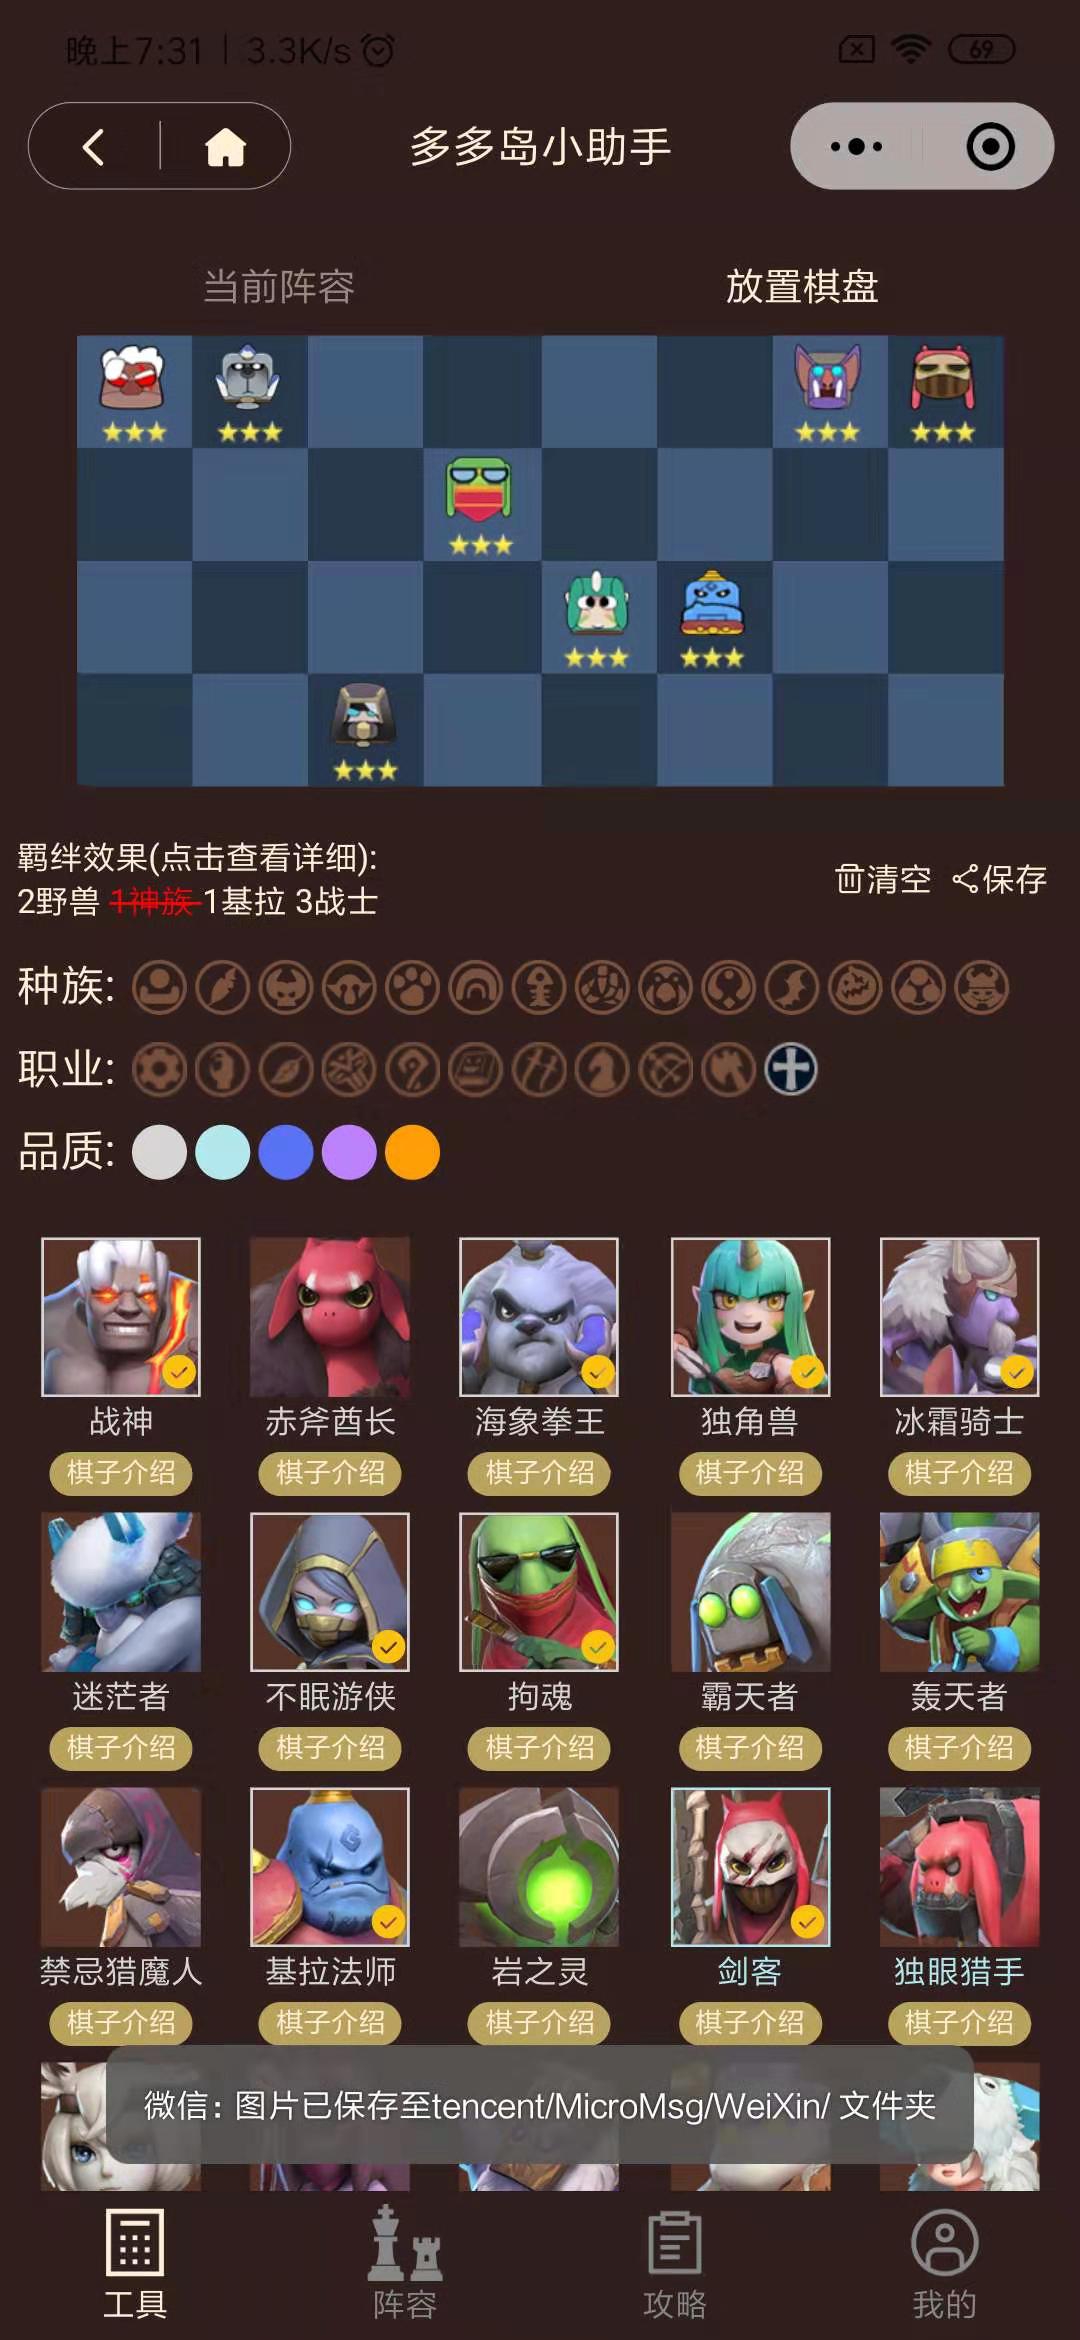 晚上7:31 | 3.3K/s
69
多多岛小助手
当前阵容 放置棋盘
羁绊效果(点击查看详细):
2野兽 1神族 1基拉 3战士
清空 保存
种族:
职业:
品质:
战神 赤斧酋长 海象拳王 独角兽 冰霜骑士
棋子介绍 棋子介绍 棋子介绍 棋子介绍 棋子介绍
迷茫者 不眠游侠 拘魂 霸天者 轰天者
棋子介绍 棋子介绍 棋子介绍 棋子介绍 棋子介绍
禁忌猎魔人 基拉法师 岩之灵 剑客 独眼猎手
棋子介绍 棋子介绍 棋子介绍 棋子介绍 棋子介绍
微信: 图片已保存至tencent/MicroMsg/WeiXin/ 文件夹
工具 阵容 攻略 我的